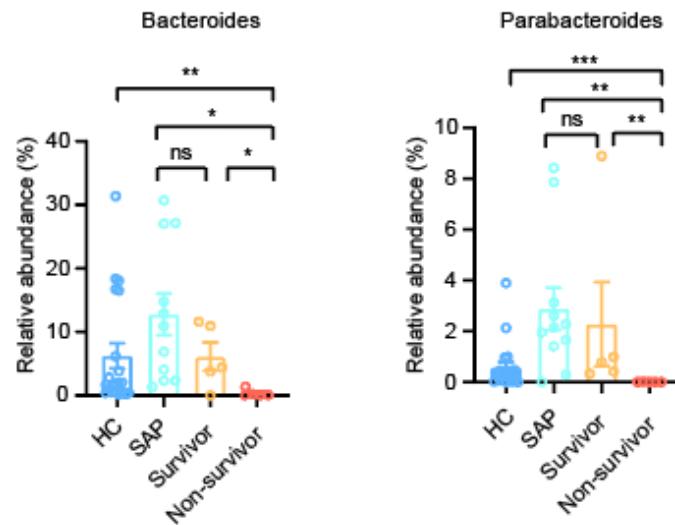 Bacteroides
**
*
ns
*
Relative abundance (%)
40
30
20
10
0
HC
SAP
Survivor
Non-survivor
Parabacteroides
***
**
ns
**
Relative abundance (%)
10
8
6
4
2
0
HC
SAP
Survivor
Non-survivor